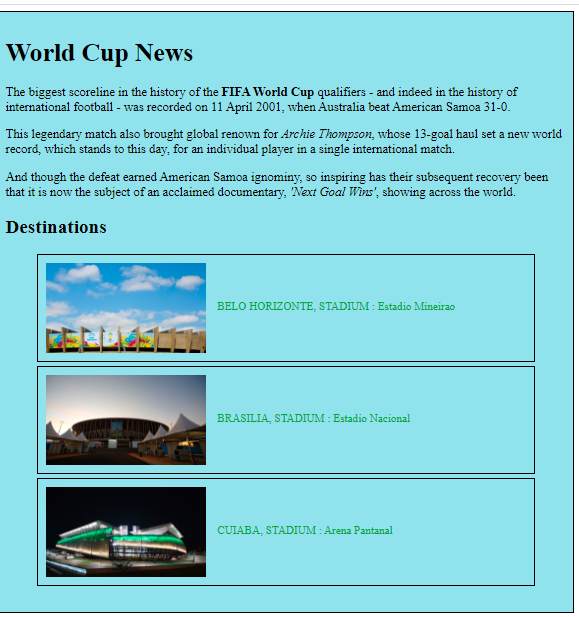 World Cup News
The biggest scoreline in the history of the FIFA World Cup qualifiers - and indeed in the history of
international football - was recorded on 11 April 2001, when Australia beat American Samoa 31-0.
This legendary match also brought global renown for Archie Thompson, whose 13-goal haul set a new world
record, which stands to this day, for an individual player in a single international match.
And though the defeat earned American Samoa ignominy, so inspiring has their subsequent recovery been
that it is now the subject of an acclaimed documentary, 'Next Goal Wins', showing across the world.
Destinations
BELO HORIZONTE, STADIUM : Estadio Mineirao
BRASILIA, STADIUM : Estadio Nacional
CUIABA, STADIUM : Arena Pantanal